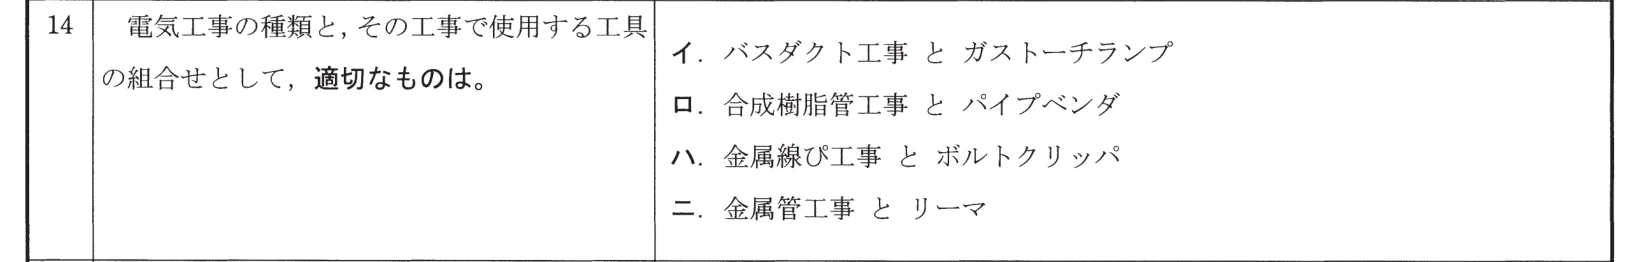 14
電気工事の種類と,その工事で使用する工具
の組合せとして，適切なものは。
イ．バスダクト工事 と ガストーチランプ
ロ．合成樹脂管工事 と パイプベンダ
ハ．金属線ぴ工事 と ボルトクリッパ
ニ．金属管工事 と リーマ